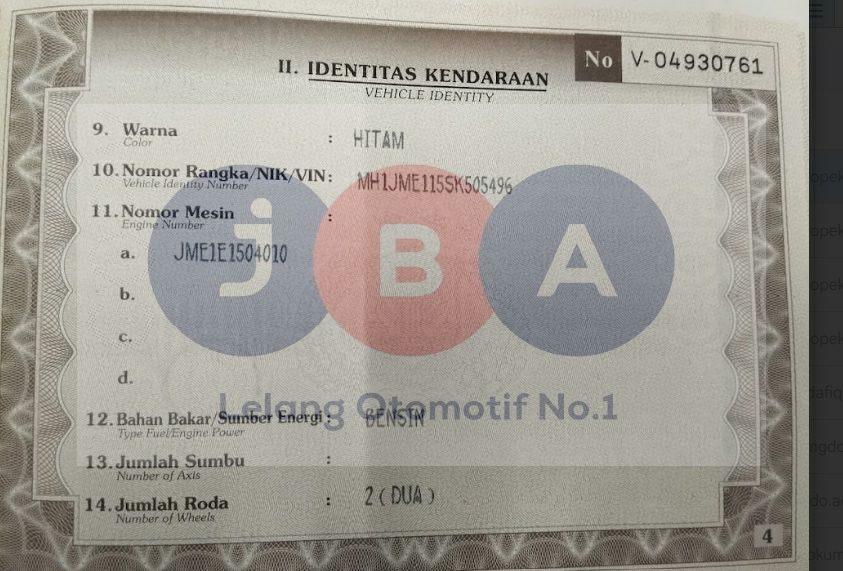 No V-04930761
II. IDENTITAS KENDARAAN
VEHICLE IDENTITY
9. Warna : HITAM
Color
10. Nomor Rangka/NIK/VIN : MH1JME115SK505496
Vehicle Identity Number
11. Nomor Mesin :
Engine Number
a. JME1E1504010
b.
c.
d.
jBA
Lelang Otomotif No.1
12. Bahan Bakar/Sumber Energi : BENSIN
Type Fuel/Engine Power
13. Jumlah Sumbu :
Number of Axis
14. Jumlah Roda : 2 ( DUA )
Number of Wheels
4